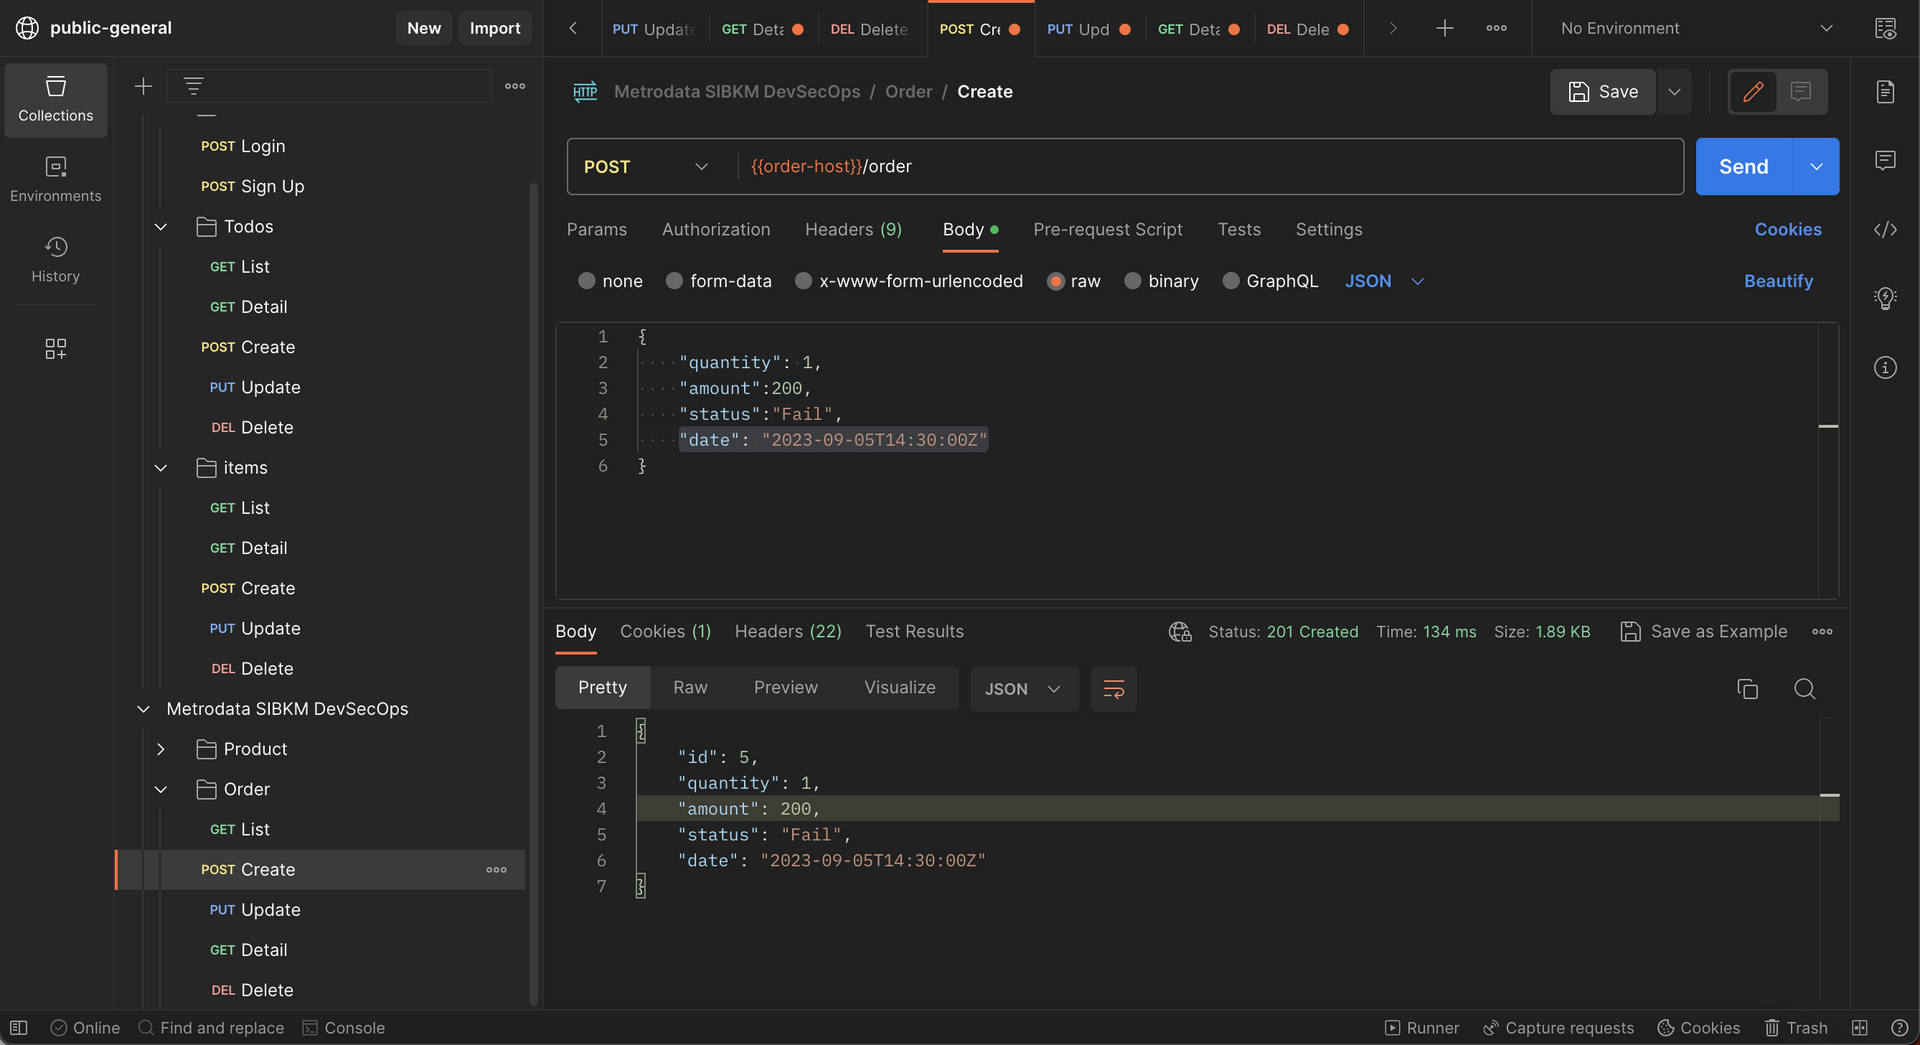 public-general
New
Import
PUT Update
GET Deta
DEL Delete
POST Cre
PUT Upd
GET Deta
DEL Dele
No Environment
Collections
Environments
History
POST Login
POST Sign Up
Todos
GET List
GET Detail
POST Create
PUT Update
DEL Delete
items
GET List
GET Detail
POST Create
PUT Update
DEL Delete
Metrodata SIBKM DevSecOps
Product
Order
GET List
POST Create
PUT Update
GET Detail
DEL Delete
HTTP Metrodata SIBKM DevSecOps / Order / Create
Save
POST {{order-host}}/order
Send
Params Authorization Headers (9) Body Pre-request Script Tests Settings
Cookies
none form-data x-www-form-urlencoded raw binary GraphQL JSON
Beautify
1 {
2 "quantity": 1,
3 "amount":200,
4 "status":"Fail",
5 "date": "2023-09-05T14:30:00Z"
6 }
Body Cookies (1) Headers (22) Test Results
Status: 201 Created Time: 134 ms Size: 1.89 KB
Save as Example
Pretty Raw Preview Visualize JSON
1 {
2 "id": 5,
3 "quantity": 1,
4 "amount": 200,
5 "status": "Fail",
6 "date": "2023-09-05T14:30:00Z"
7 }
Online
Find and replace
Console
Runner
Capture requests
Cookies
Trash